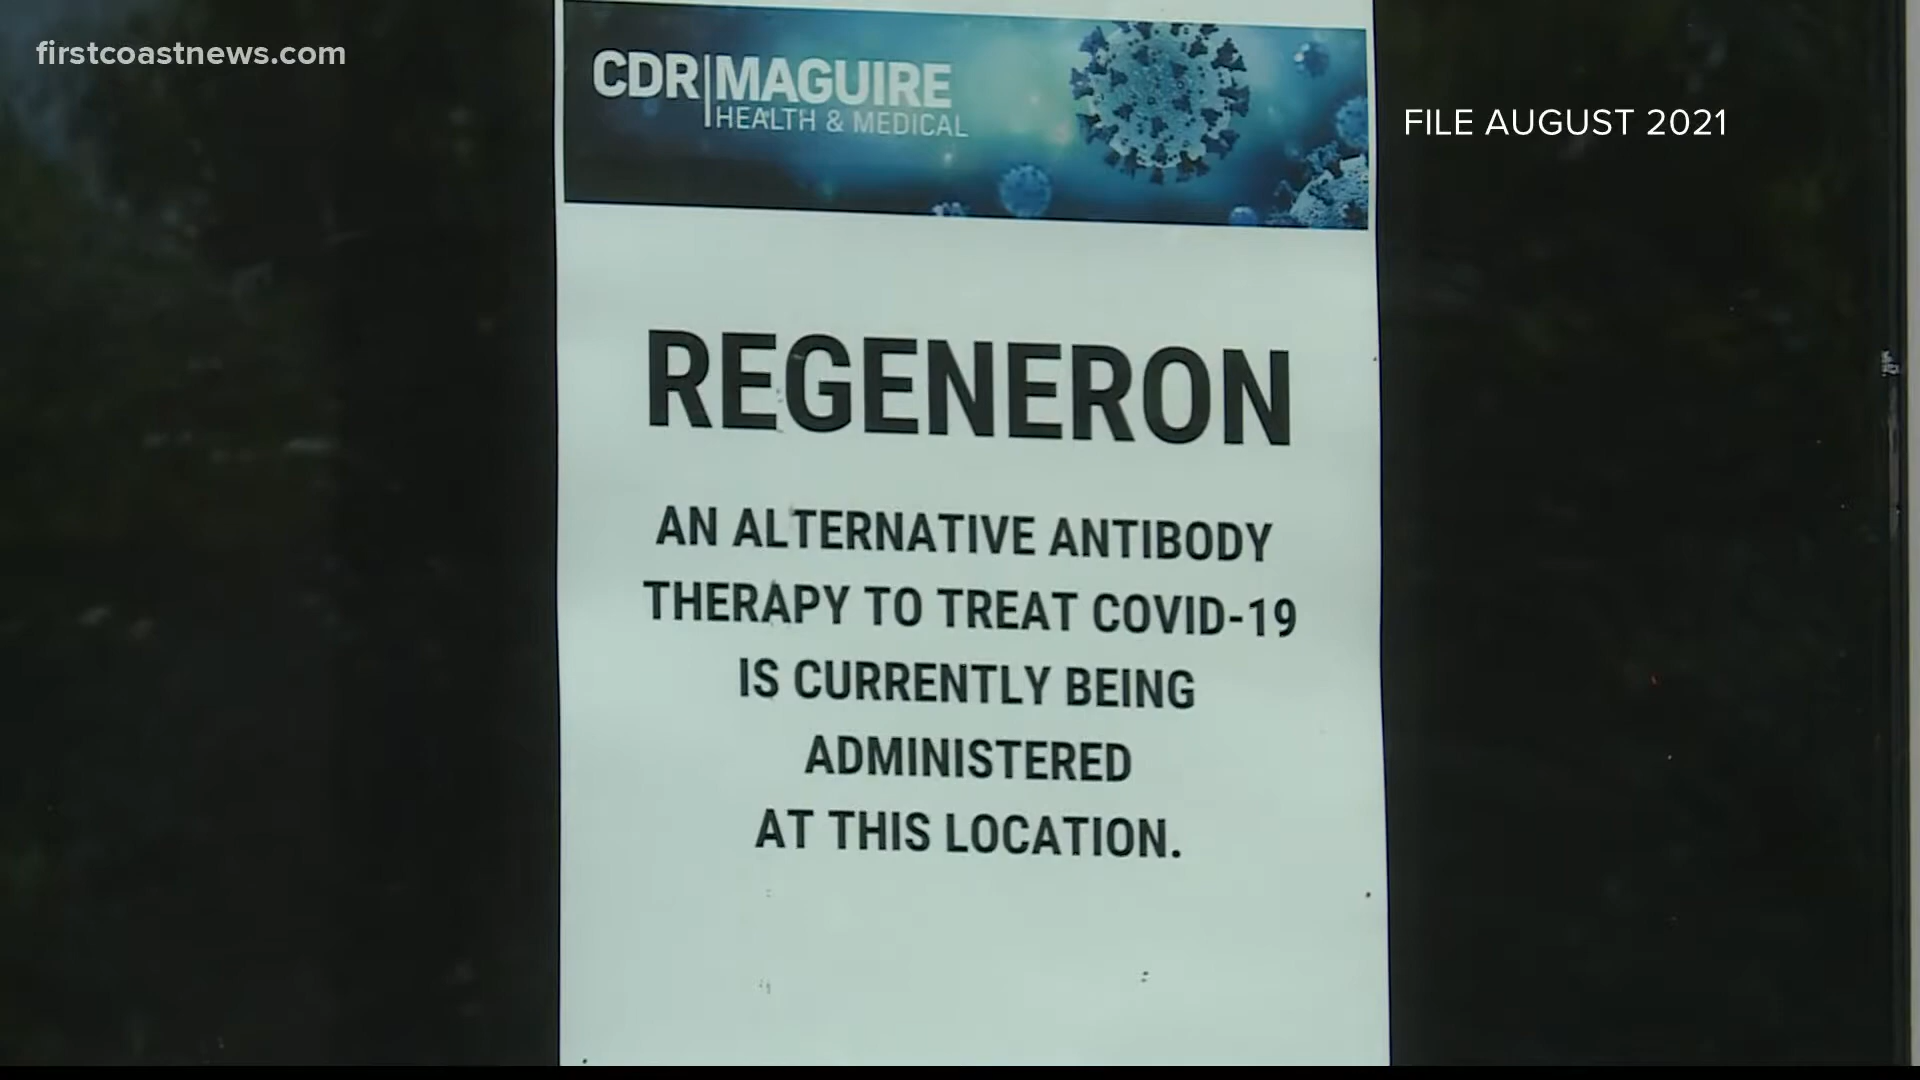 firstcoastnews.com
CDR|MAGUIRE
HEALTH & MEDICAL
FILE AUGUST 2021
REGENERON
AN ALTERNATIVE ANTIBODY
THERAPY TO TREAT COVID-19
IS CURRENTLY BEING
ADMINISTERED
AT THIS LOCATION.